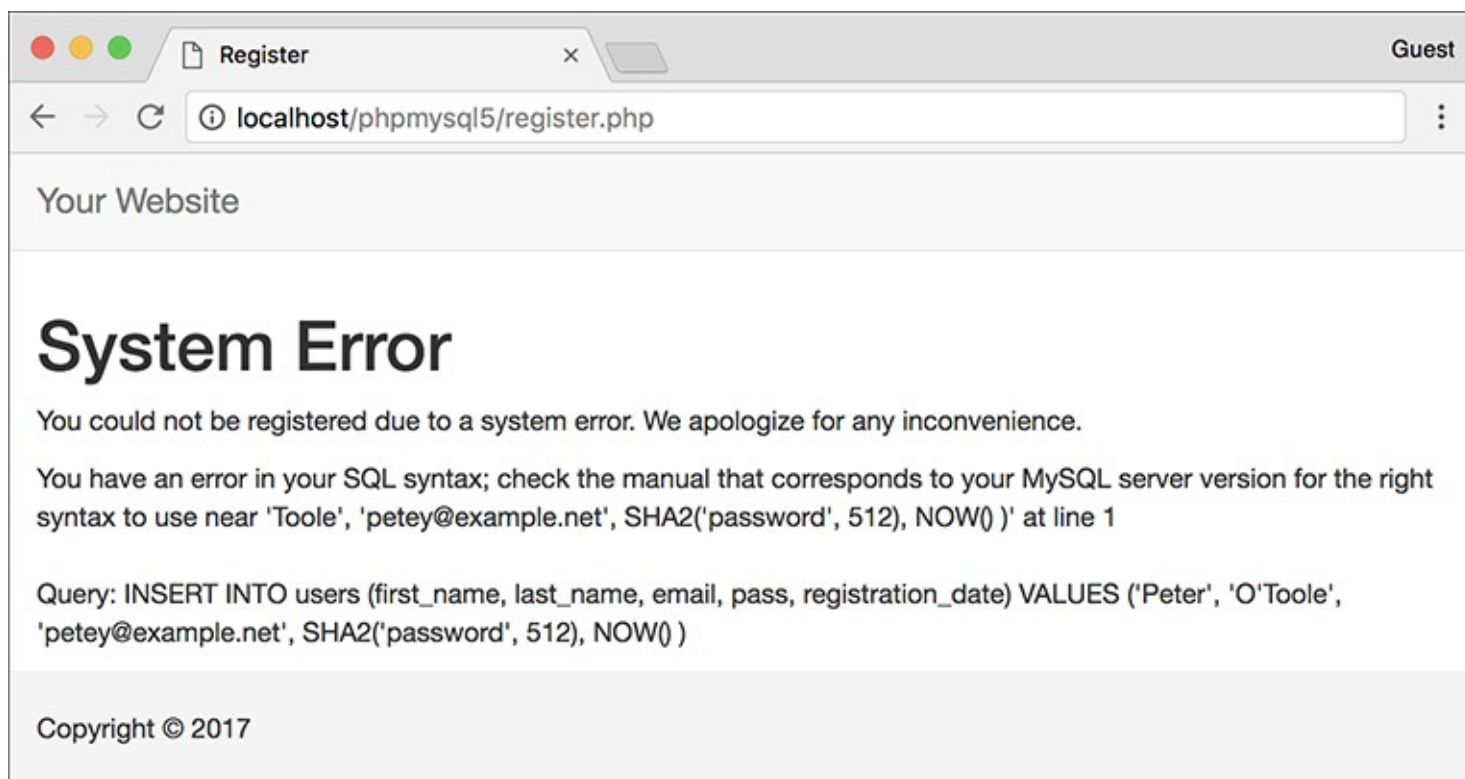 Register
Guest
localhost/phpmysql5/register.php
Your Website
System Error
You could not be registered due to a system error. We apologize for any inconvenience.
You have an error in your SQL syntax; check the manual that corresponds to your MySQL server version for the right
syntax to use near 'Toole', 'petey@example.net', SHA2('password', 512), NOW() )' at line 1
Query: INSERT INTO users (first_name, last_name, email, pass, registration_date) VALUES ('Peter', 'O'Toole',
'petey@example.net', SHA2('password', 512), NOW() )
Copyright © 2017